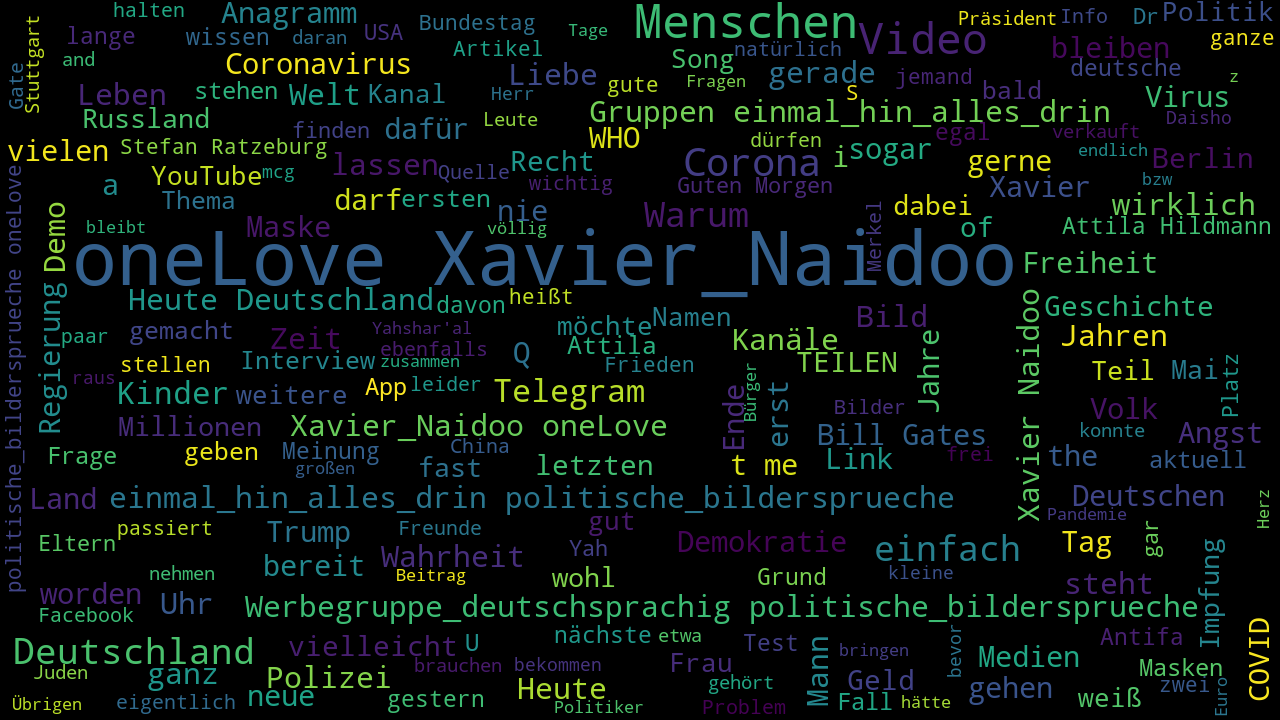 halten
Anagramm
Bundestag
Tage
Menschen
Präsident
Info
Dr
Politik
lange
wissen
daran
USA
Artikel
Song
natürlich
Video
bleiben
ganze
Stuttgart
and
Coronavirus
Liebe
gute
Fragen
gerade
jemand
deutsche
z
Gate
Leben
stehen
Welt
Kanal
Herr
S
bald
Virus
Russland
finden
dafür
Leute
Gruppen einmal_hin_alles_drin
Daisho
vielen
Stefan Ratzeburg
lassen
Quelle
Recht
WHO
dürfen
i
sogar
egal
verkauft
endlich
Berlin
a
YouTube
mcg
wichtig
Corona
gerne
bzw
Thema
darf
ersten
Guten Morgen
Xavier
Demo
bleibt
Maske
nie
völlig
Warum
Merkel
dabei
of
wirklich
Attila Hildmann
oneLove Xavier_Naidoo
Freiheit
politische_bildersprueche oneLove
Regierung
Heute Deutschland
davon
heißt
Namen
Bild
Geschichte
paar
gemacht
Zeit
Yahshar'al
möchte
Kanäle
Jahre
Xavier Naidoo
Jahren
stellen
Interview
ebenfalls
zusammen
Q
Attila
Frieden
TEILEN
Teil
Mai
Platz
raus
Kinder
weitere
App
leider
Telegram
Ende
Bürger
erst
Bilder
Volk
Millionen
Xavier_Naidoo oneLove
Bill Gates
konnte
Angst
Frage
geben
Meinung
China
großen
fast
letzten
t me
Link
frei
the
aktuell
Land
einmal_hin_alles_drin politische_bildersprueche
Deutschen
Herz
passiert
Trump
Freunde
gut
Pandemie
Eltern
Wahrheit
Yah
Demokratie
einfach
Tag
gar
nehmen
bereit
Beitrag
wohl
Grund
kleine
steht
Impfung
worden
Facebook
Uhr
Werbegruppe_deutschsprachig politische_bildersprueche
COVID
Deutschland
vielleicht
U
nächste
etwa
Test
Mann
bringen
bevor
Medien
Antifa
Juden
ganz
Polizei
brauchen
bekommen
Frau
gehört
Geld
gehen
Masken
zwei
Euro
Übrigen
eigentlich
neue
gestern
Heute
Politiker
Problem
Fall
hätte
weiß